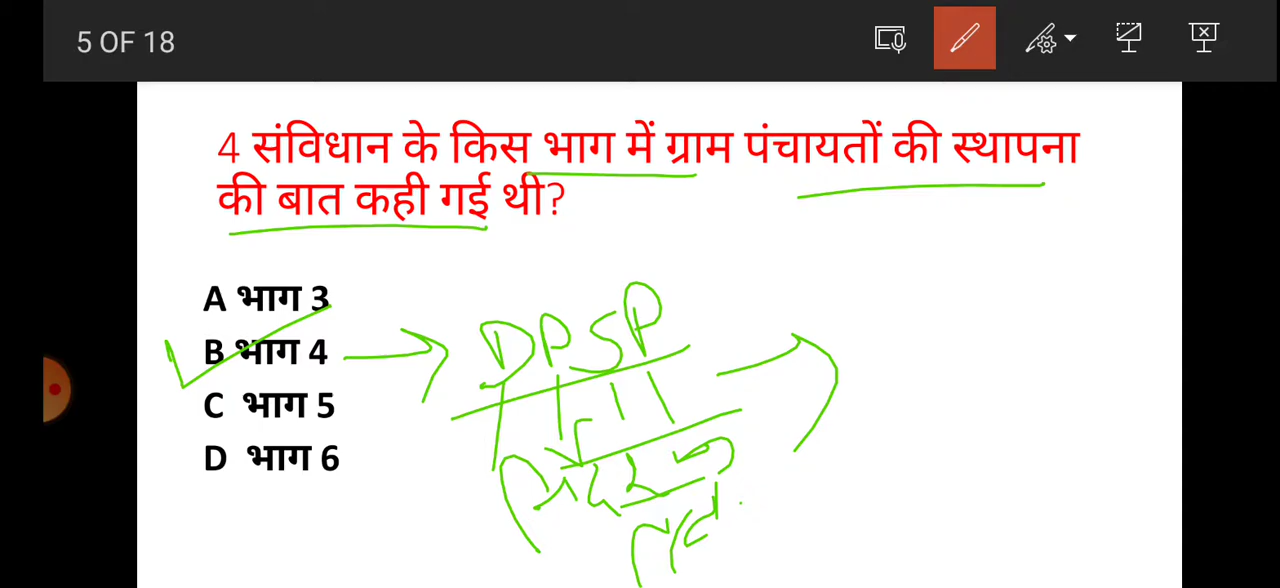 5 OF 18
4 संविधान के किस भाग में ग्राम पंचायतों की स्थापना
की बात कही गई थी?
A भाग 3
B भाग 4
C भाग 5
D भाग 6
DPSP